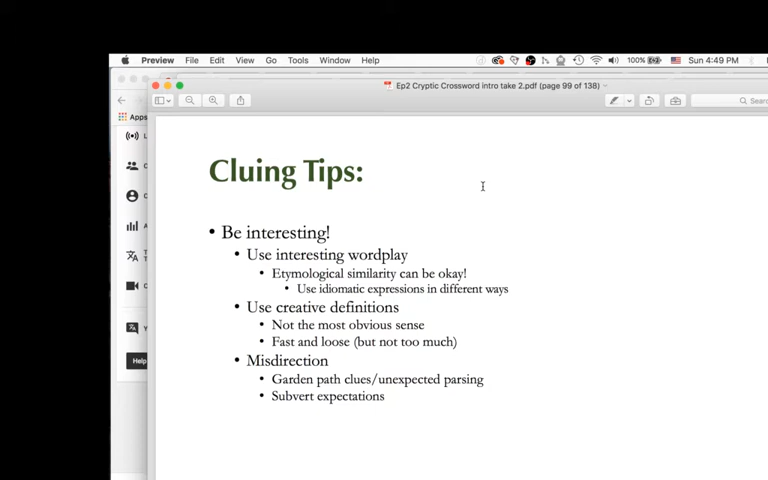 Preview File Edit View Go Tools Window Help 100% Sun 4:49 PM
Ep2 Cryptic Crossword intro take 2.pdf (page 99 of 138)
Apps
Cluing Tips:
• Be interesting!
• Use interesting wordplay
• Etymological similarity can be okay!
• Use idiomatic expressions in different ways
• Use creative definitions
• Not the most obvious sense
• Fast and loose (but not too much)
• Misdirection
• Garden path clues/unexpected parsing
• Subvert expectations
Help